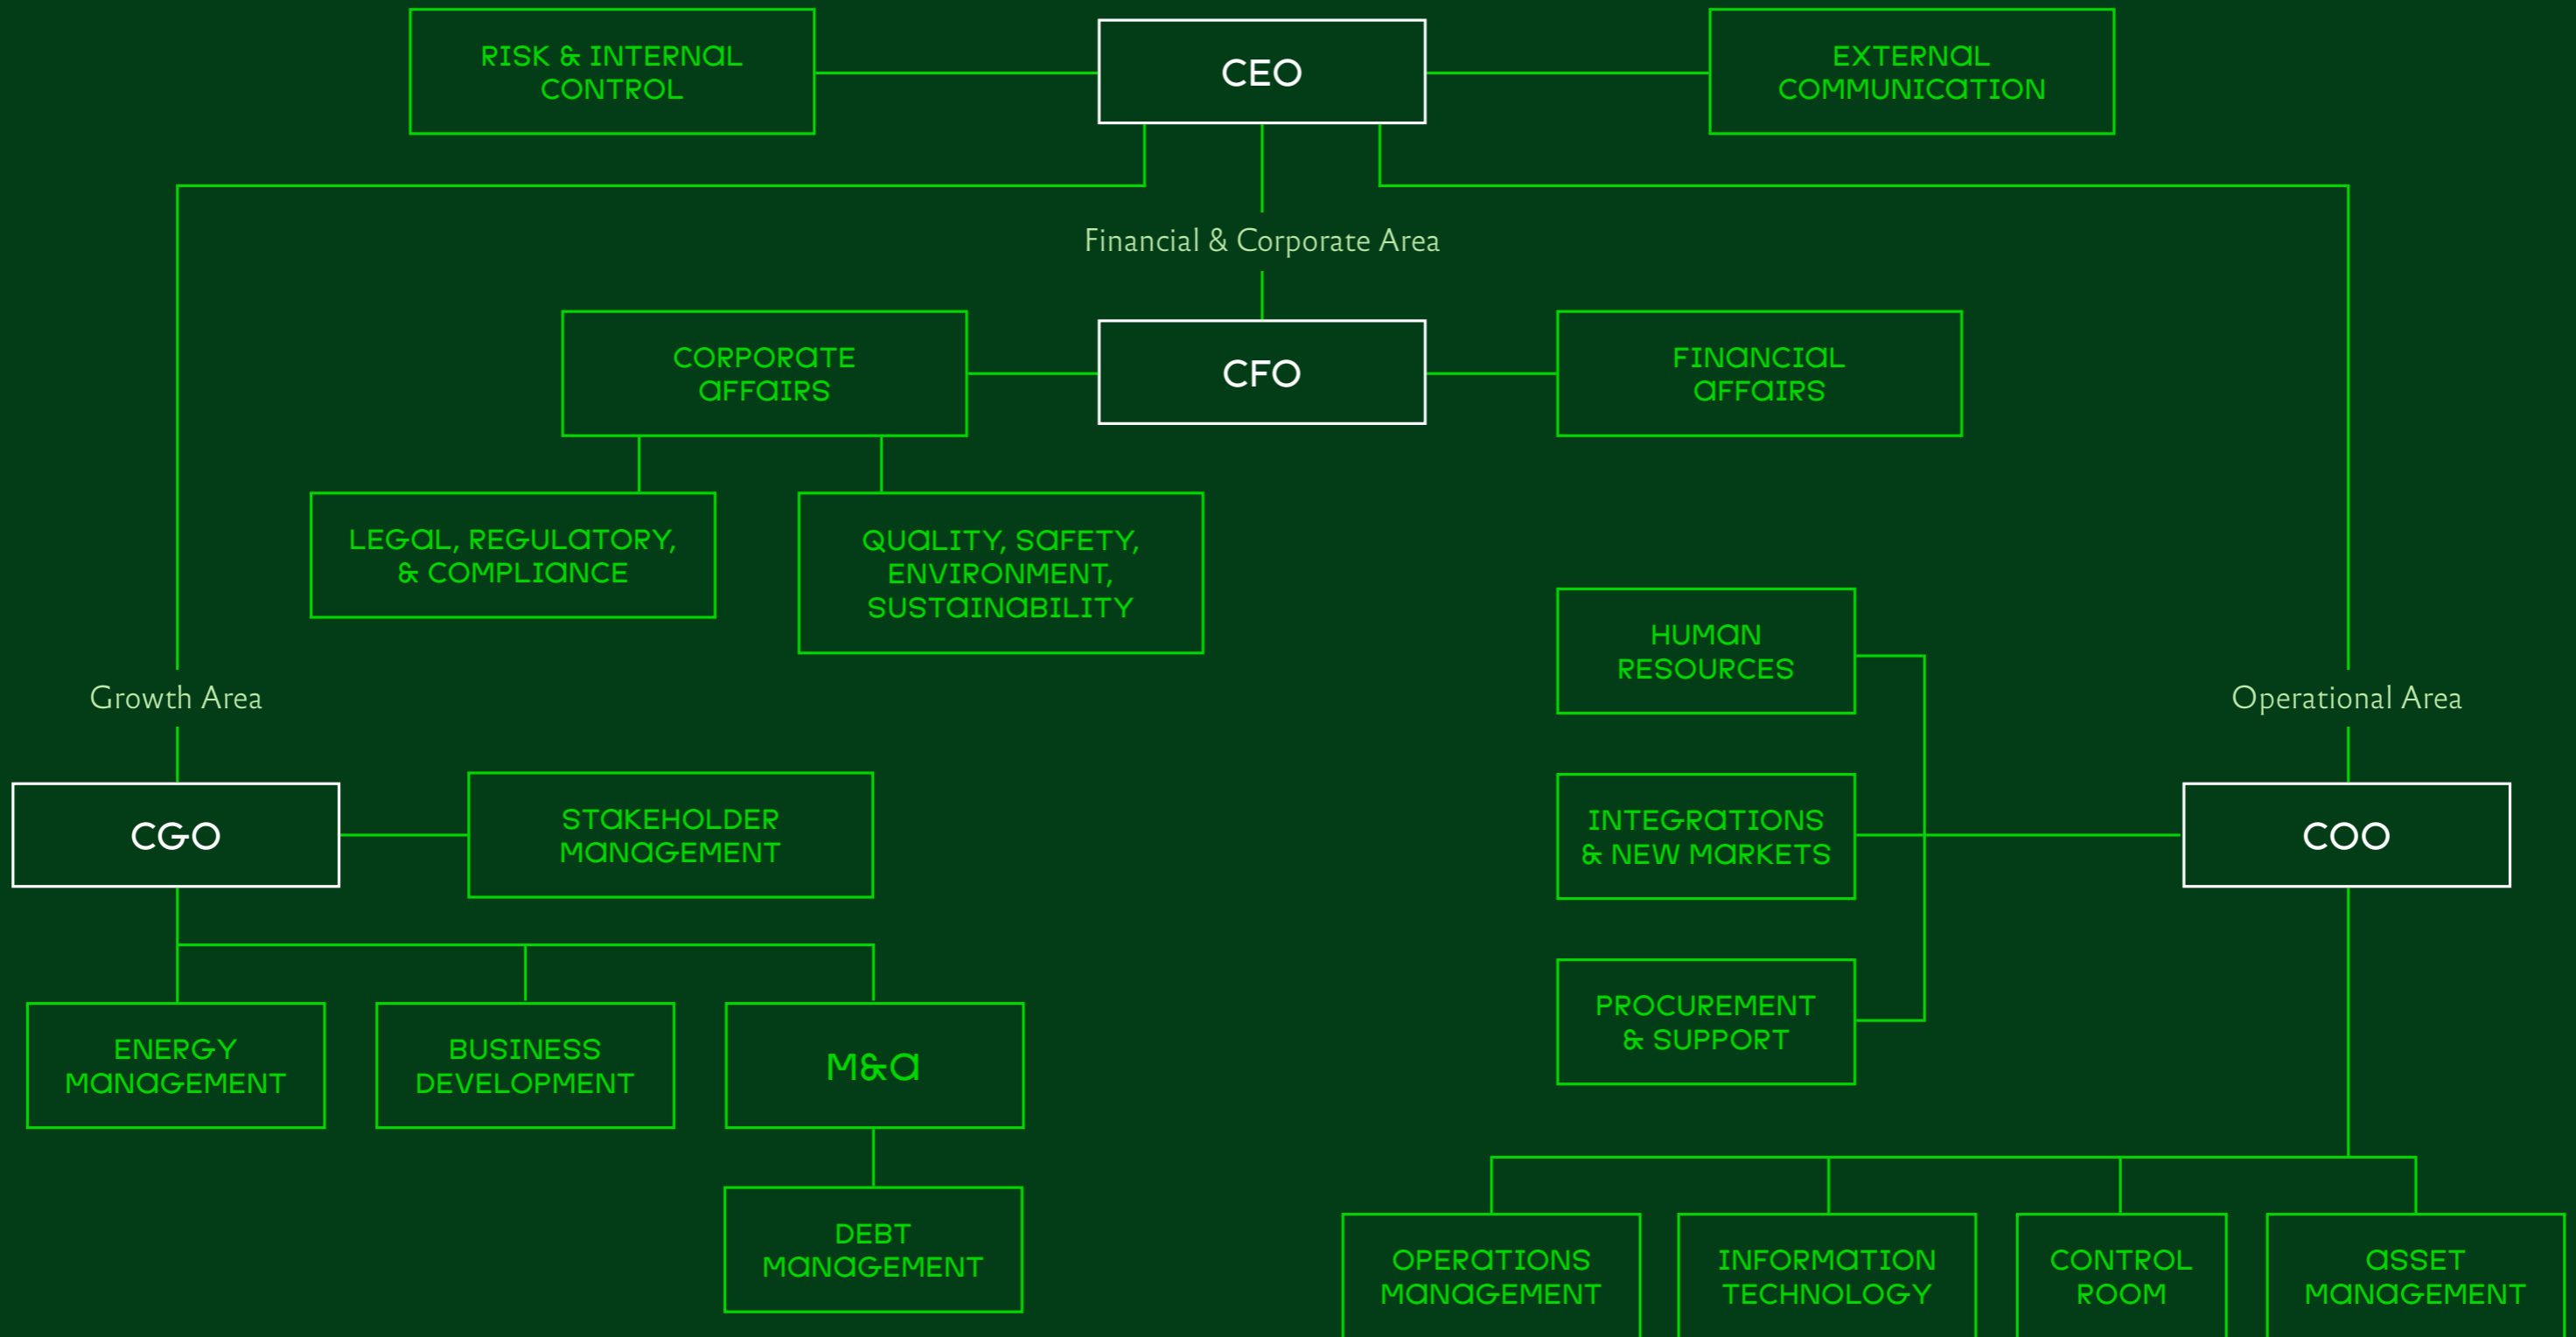 RISK & INTERNAL
CONTROL
CEO
EXTERNAL
COMMUNICATION
Financial & Corporate Area
CORPORATE
AFFAIRS
CFO
FINANCIAL
AFFAIRS
LEGAL, REGULATORY,
& COMPLIANCE
QUALITY, SAFETY,
ENVIRONMENT,
SUSTAINABILITY
HUMAN
RESOURCES
Growth Area
Operational Area
CGO
STAKEHOLDER
MANAGEMENT
INTEGRATIONS
& NEW MARKETS
COO
PROCUREMENT
& SUPPORT
ENERGY
MANAGEMENT
BUSINESS
DEVELOPMENT
M&A
DEBT
MANAGEMENT
OPERATIONS
MANAGEMENT
INFORMATION
TECHNOLOGY
CONTROL
ROOM
ASSET
MANAGEMENT